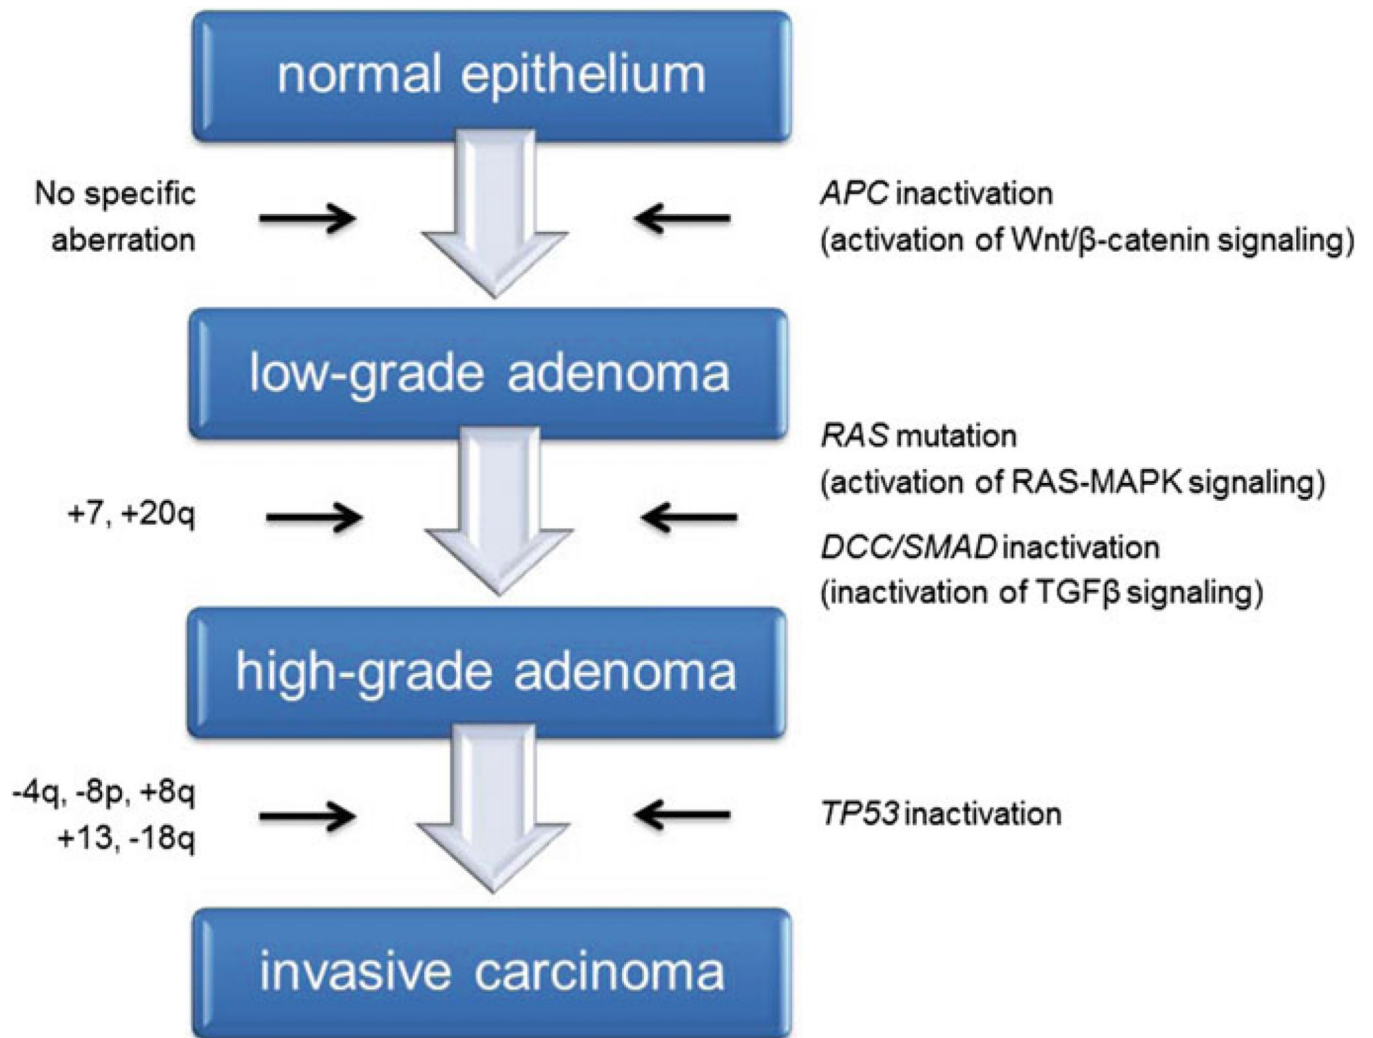 normal epithelium
No specific
aberration
APC inactivation
(activation of Wnt/β-catenin signaling)
low-grade adenoma
+7, +20q
RAS mutation
(activation of RAS-MAPK signaling)
DCC/SMAD inactivation
(inactivation of TGFβ signaling)
high-grade adenoma
-4q, -8p, +8q
+13, -18q
TP53 inactivation
invasive carcinoma